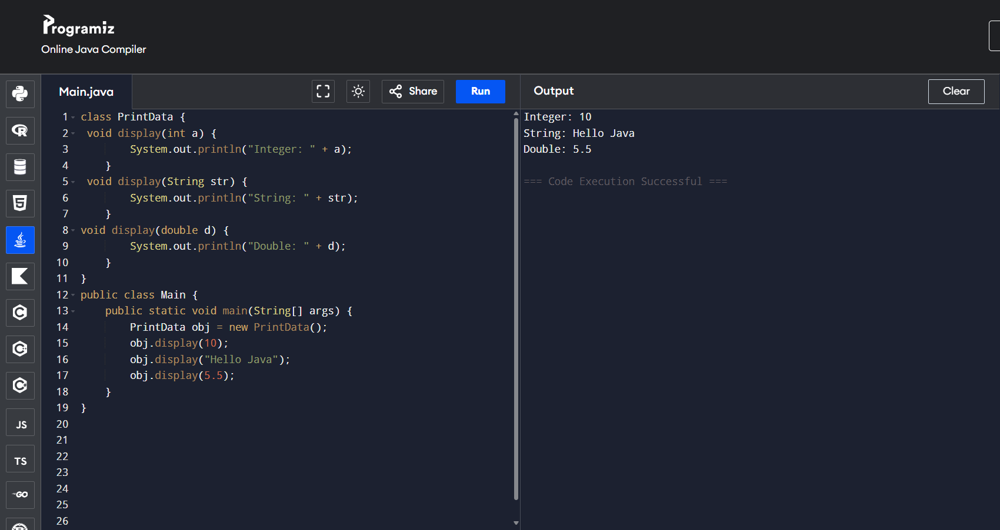 Programiz
Online Java Compiler
Main.java
Share
Run
Output
Clear
1 class PrintData {
2  void display(int a) {
3         System.out.println("Integer: " + a);
4     }
5  void display(String str) {
6         System.out.println("String: " + str);
7     }
8 void display(double d) {
9         System.out.println("Double: " + d);
10     }
11 }
12 public class Main {
13     public static void main(String[] args) {
14         PrintData obj = new PrintData();
15         obj.display(10);
16         obj.display("Hello Java");
17         obj.display(5.5);
18     }
19 }
20
21
22
23
24
25
26
Integer: 10
String: Hello Java
Double: 5.5
=== Code Execution Successful ===
R
5
C
C++
C#
JS
TS
GO